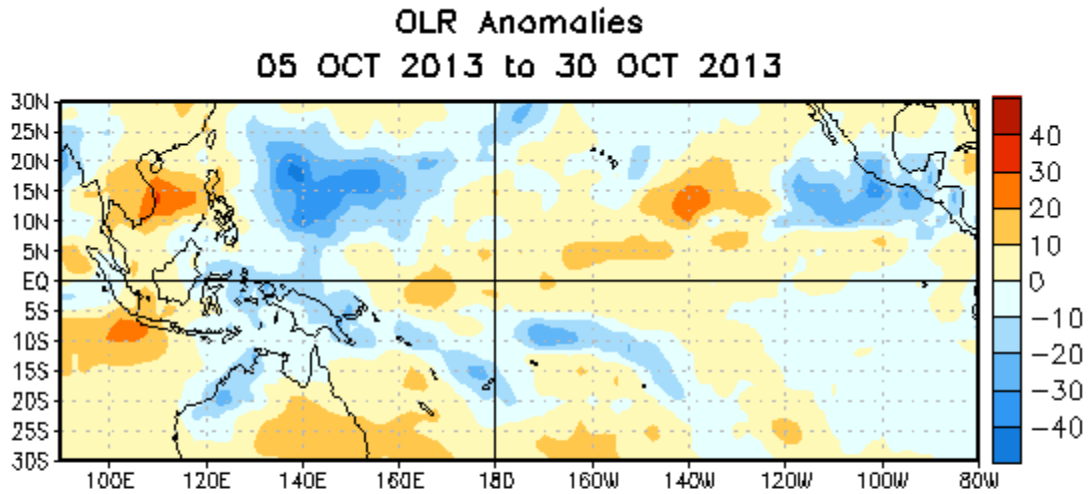 OLR Anomalies
05 OCT 2013 to 30 OCT 2013
30N
25N
20N
15N
10N
5N
EQ
5S
10S
15S
20S
25S
30S
100E 120E 140E 160E 180 160W 140W 120W 100W 80W
40
30
20
10
0
-10
-20
-30
-40